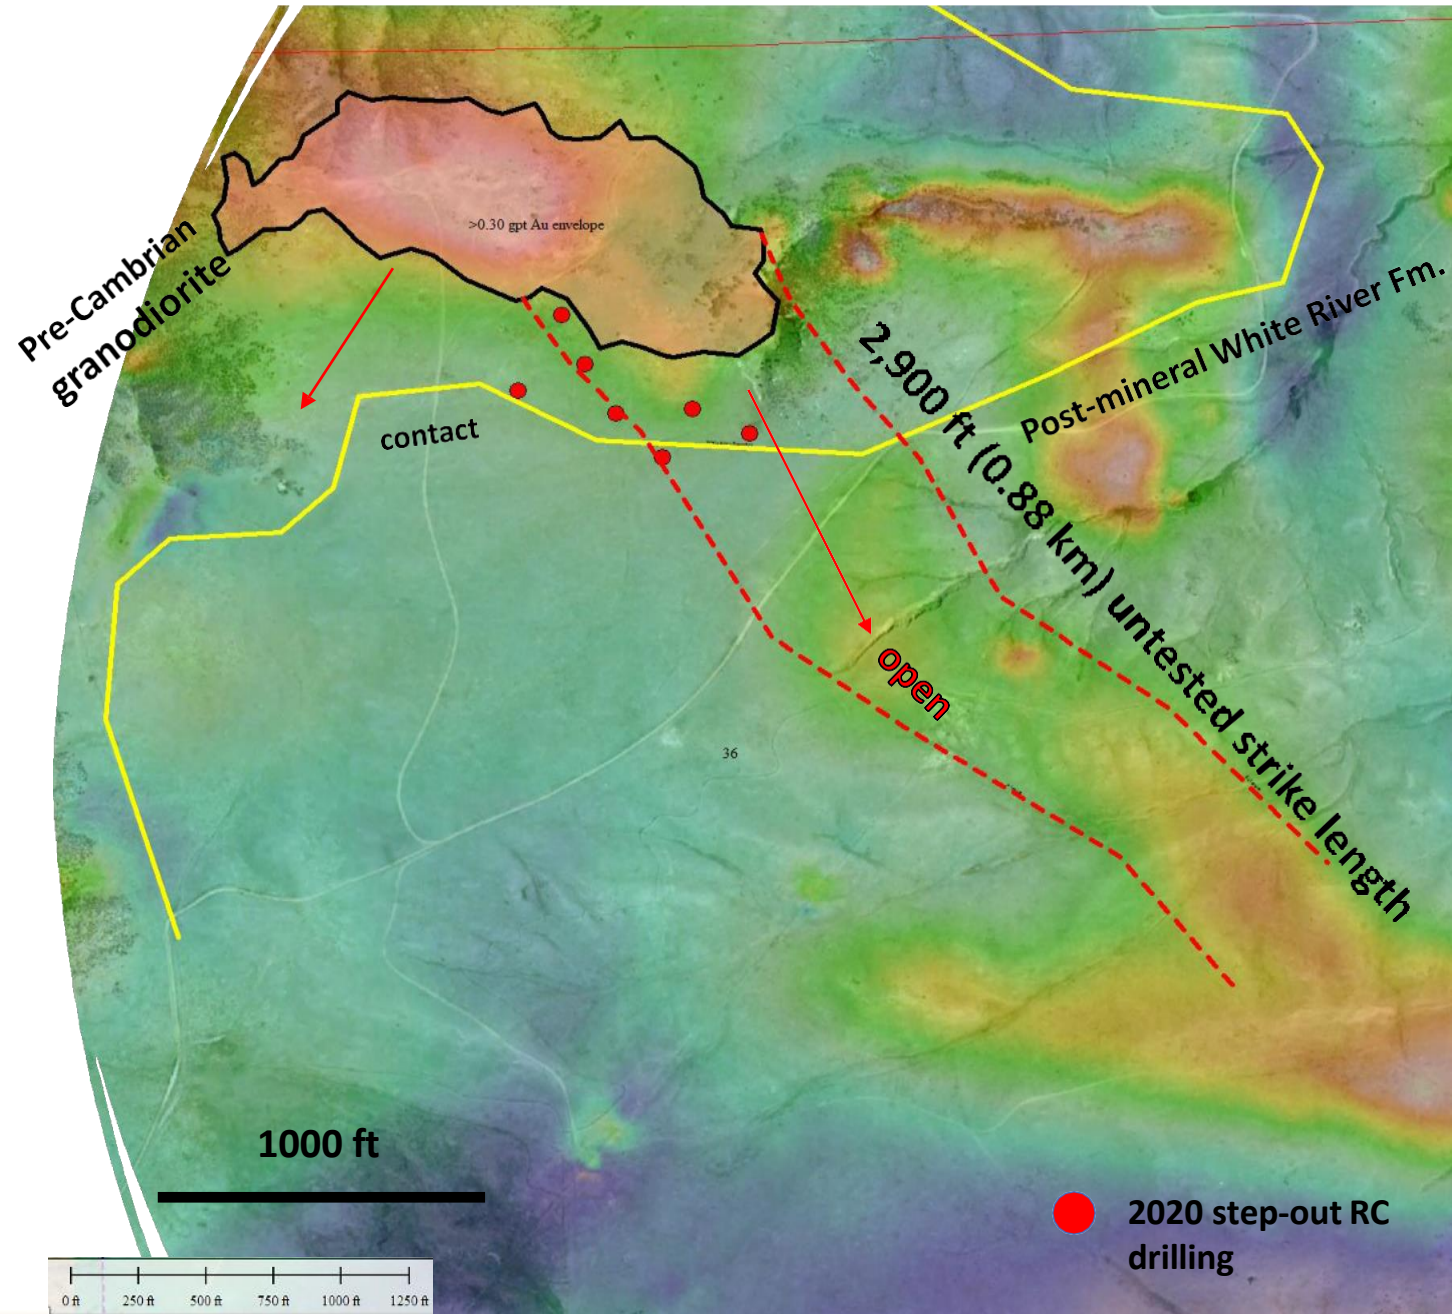 >0.30 gpt Au envelope
Pre-Cambrian
granodiorite
contact
2,900 ft (0.88 km) untested strike length
Post-mineral White River Fm.
open
36
1000 ft
2020 step-out RC
drilling
0 ft 250 ft 500 ft 750 ft 1000 ft 1250 ft